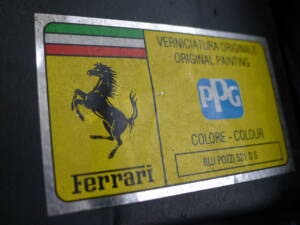 VERNICIATURA ORIGINALE
ORIGINAL PAINTING
PPG
COLORE - COLOUR
BLU POZZI 521 D.S
Ferrari